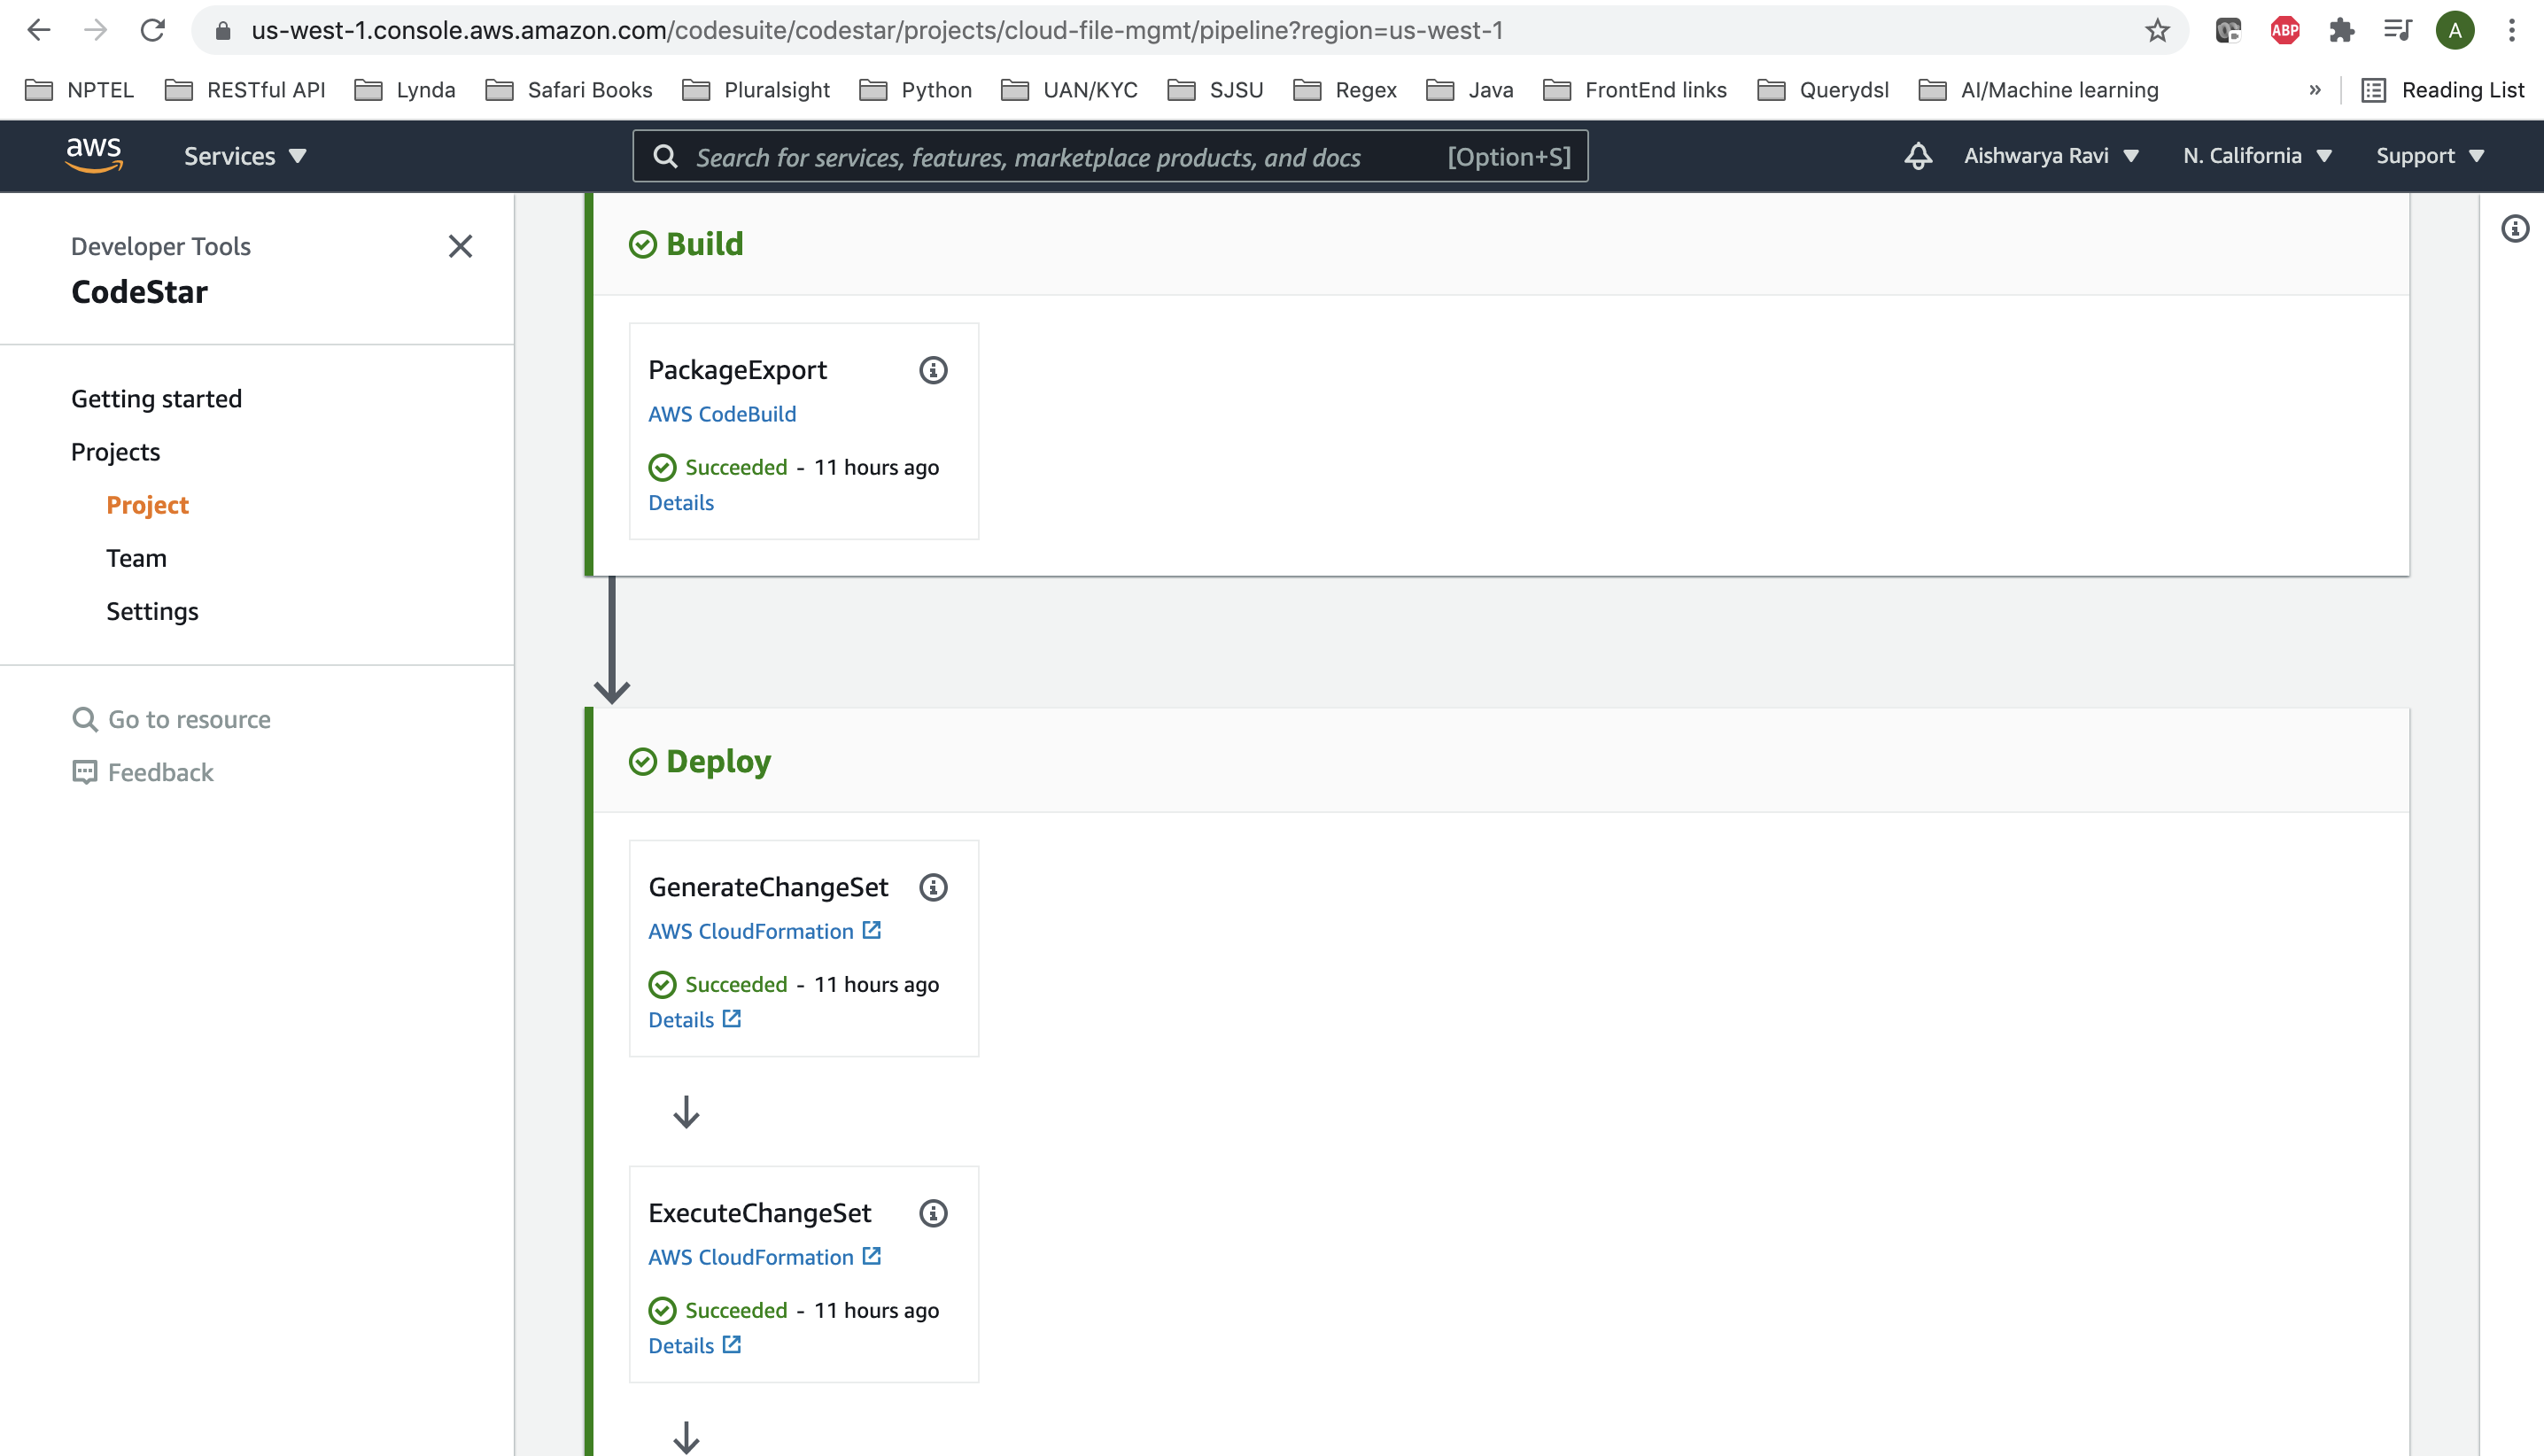 us-west-1.console.aws.amazon.com/codesuite/codestar/projects/cloud-file-mgmt/pipeline?region=us-west-1
ABP
A
NPTEL RESTful API Lynda Safari Books Pluralsight Python UAN/KYC SJSU Regex Java FrontEnd links Querydsl AI/Machine learning » Reading List
aws Services Search for services, features, marketplace products, and docs [Option+S] Aishwarya Ravi N. California Support
Developer Tools
CodeStar
Getting started
Projects
Project
Team
Settings
Go to resource
Feedback
Build
PackageExport
AWS CodeBuild
Succeeded - 11 hours ago
Details
Deploy
GenerateChangeSet
AWS CloudFormation
Succeeded - 11 hours ago
Details
ExecuteChangeSet
AWS CloudFormation
Succeeded - 11 hours ago
Details